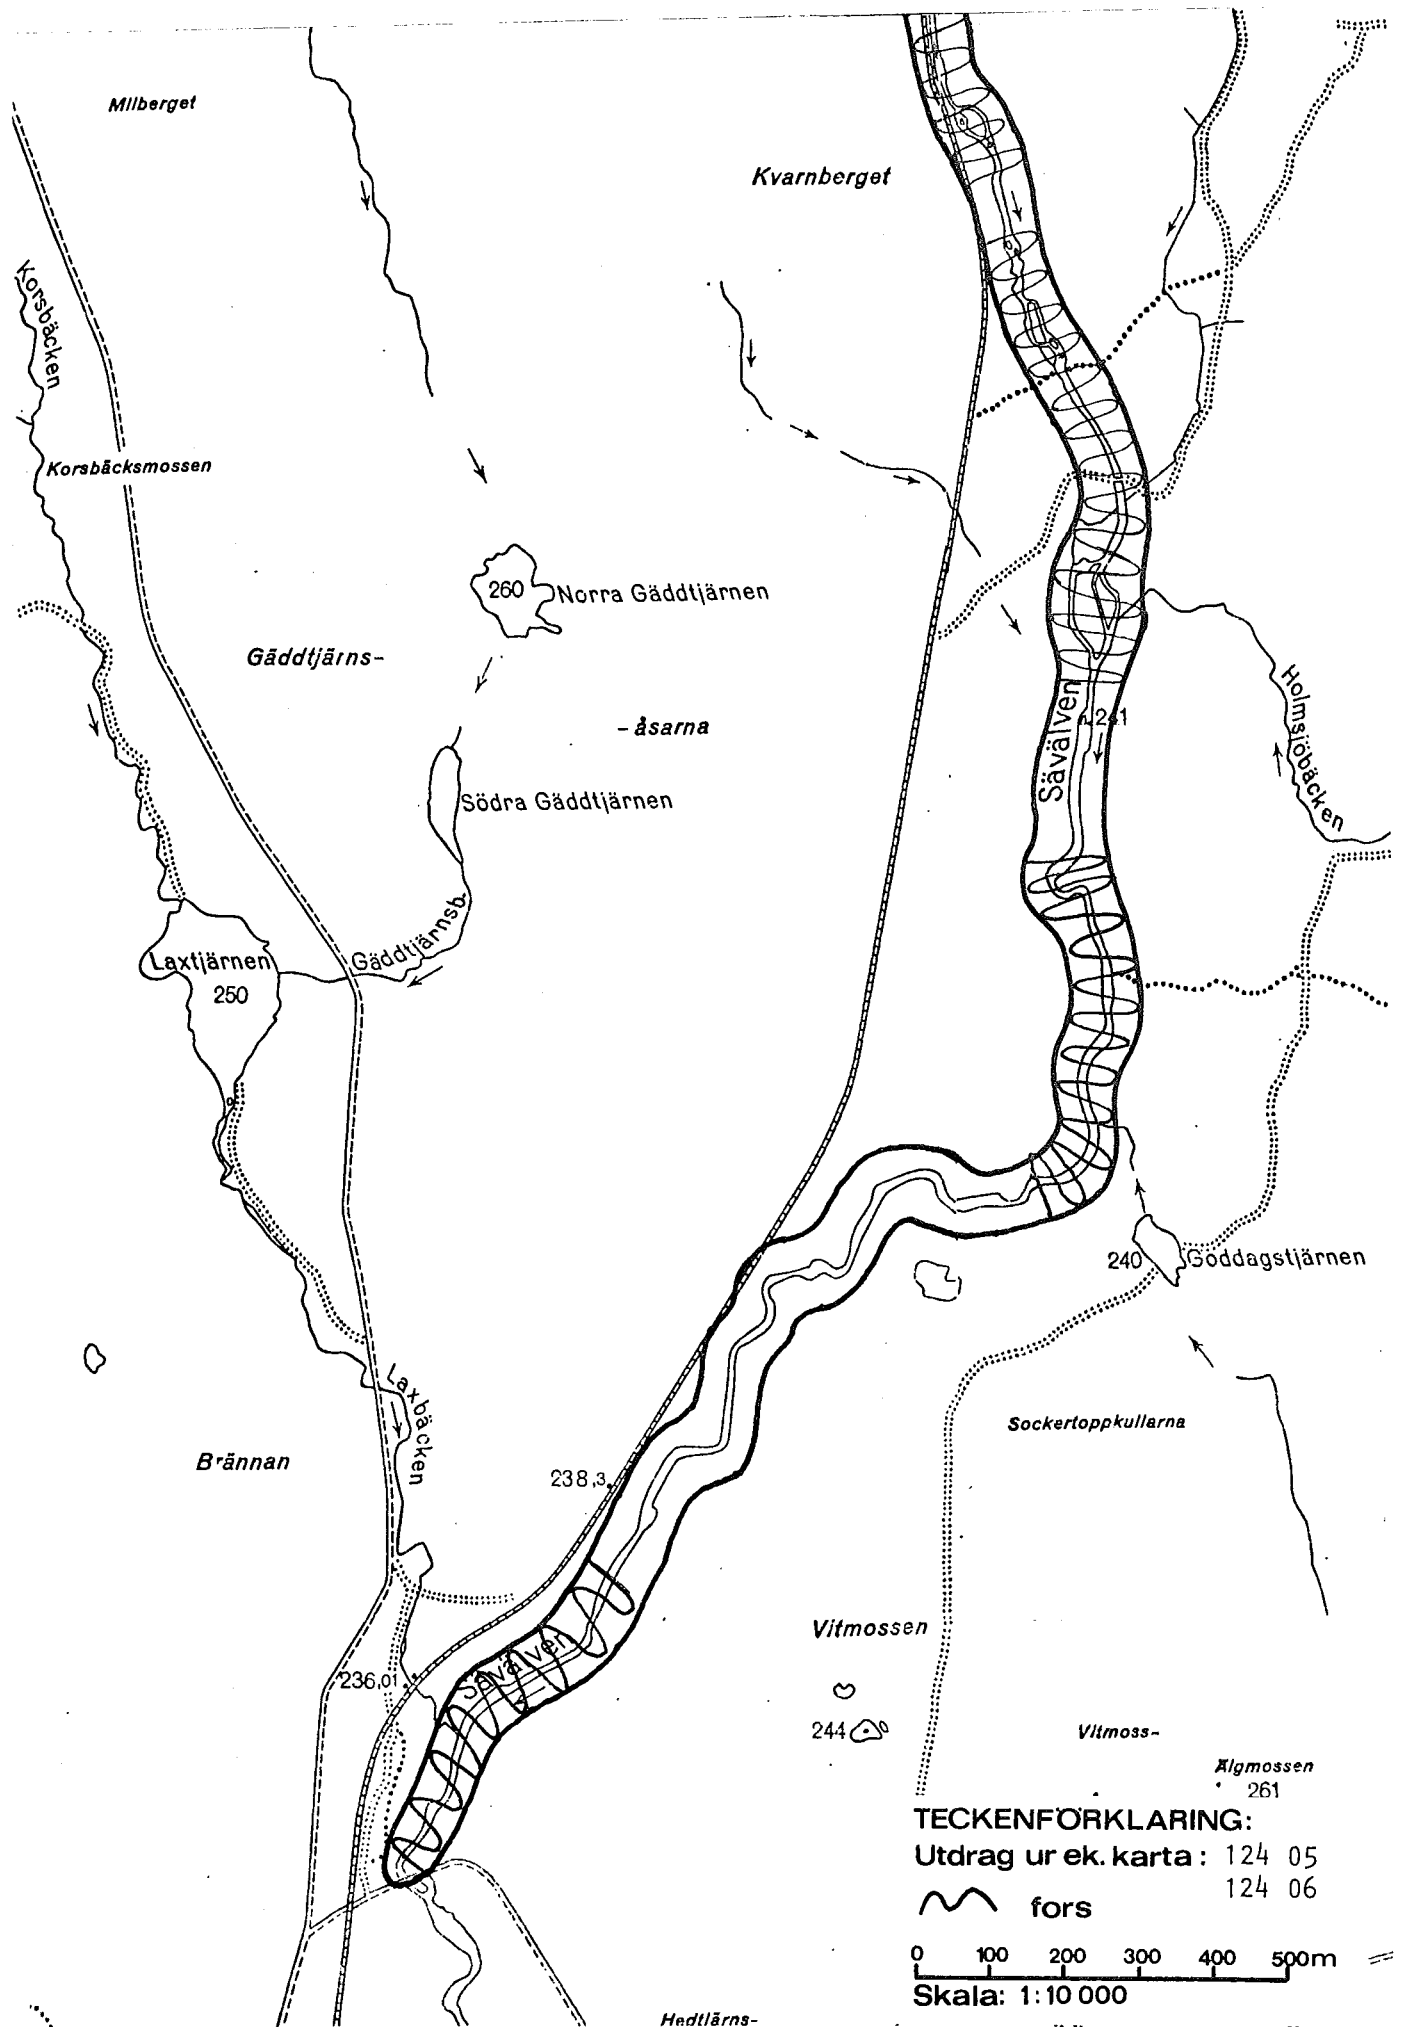 Milberget
Kvarnberget
Korsbäcken
Korsbäcksmossen
260 Norra Gäddtjärnen
Gäddtjärns-
-åsarna
Sävälven
241
Holmsjöbäcken
Södra Gäddtjärnen
Gäddtjärnsb.
Laxtjärnen
250
240 Göddagstjärnen
Laxbäcken
Sockertoppkullarna
Brännan
238,3
Vitmossen
Sävälven
236,01
244
Vitmoss-
Älgmossen
261
TECKENFÖRKLARING:
Utdrag ur ek. karta: 124 05
124 06
fors
0 100 200 300 400 500m
Skala: 1:10 000
Hedtjärns-